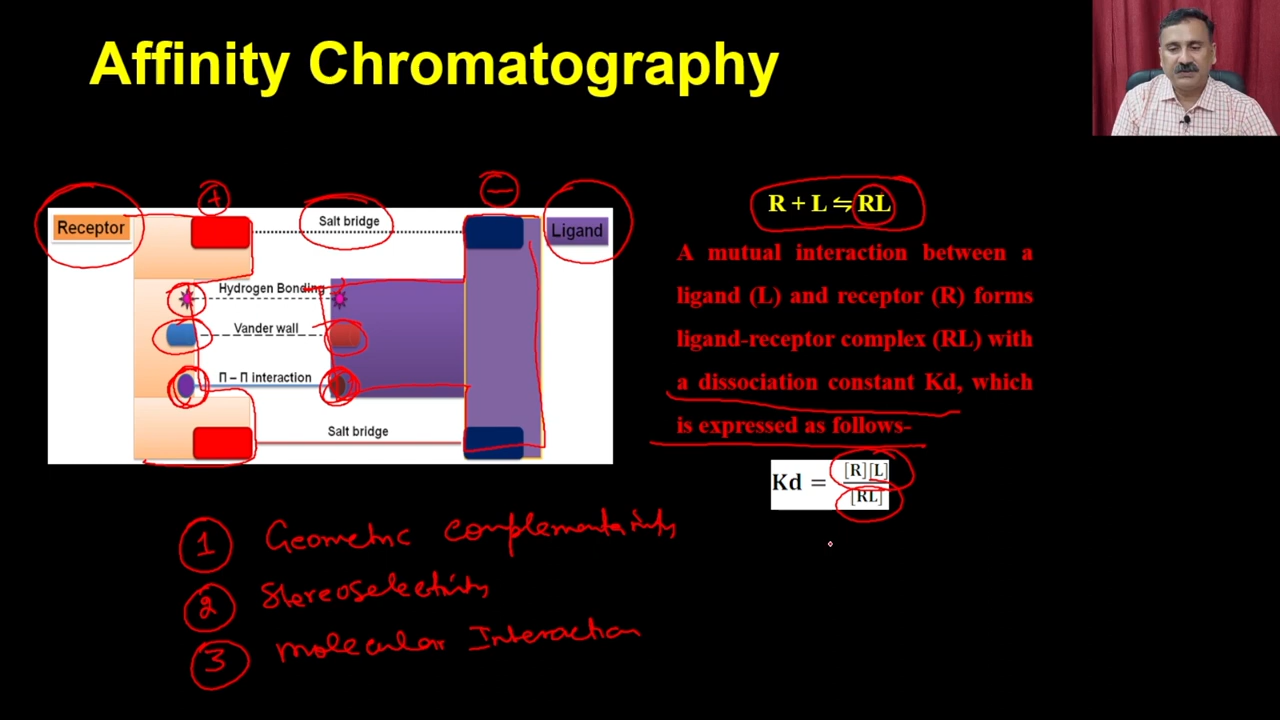 Affinity Chromatography
+
−
Receptor
Salt bridge
Ligand
Hydrogen Bonding
Vander wall
Π – Π interaction
Salt bridge
R + L ⇋ RL
A mutual interaction between a
ligand (L) and receptor (R) forms
ligand-receptor complex (RL) with
a dissociation constant Kd, which
is expressed as follows-
Kd = [R][L]
[RL]
1 Geometric complementarity
2 Stereoselectivity
3 Molecular Interaction